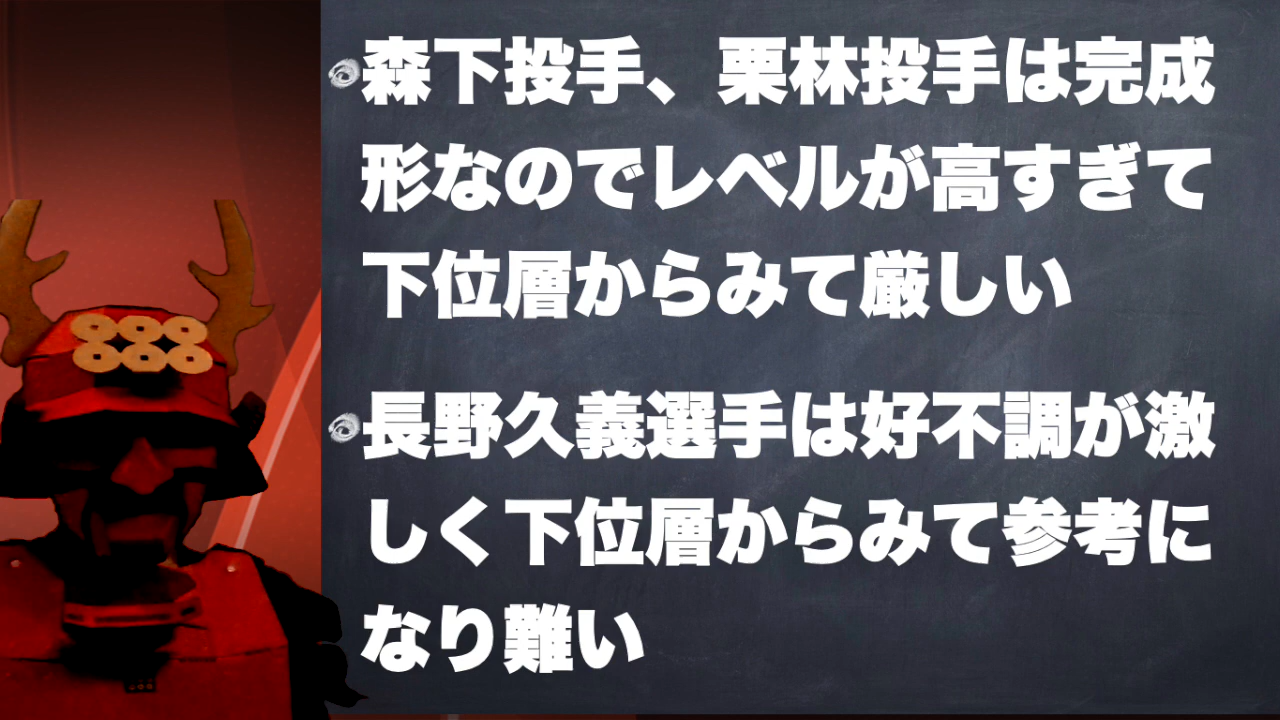 森下投手、栗林投手は完成
形なのでレベルが高すぎて
下位層からみて厳しい
長野久義選手は好不調が激
しく下位層からみて参考に
なり難い